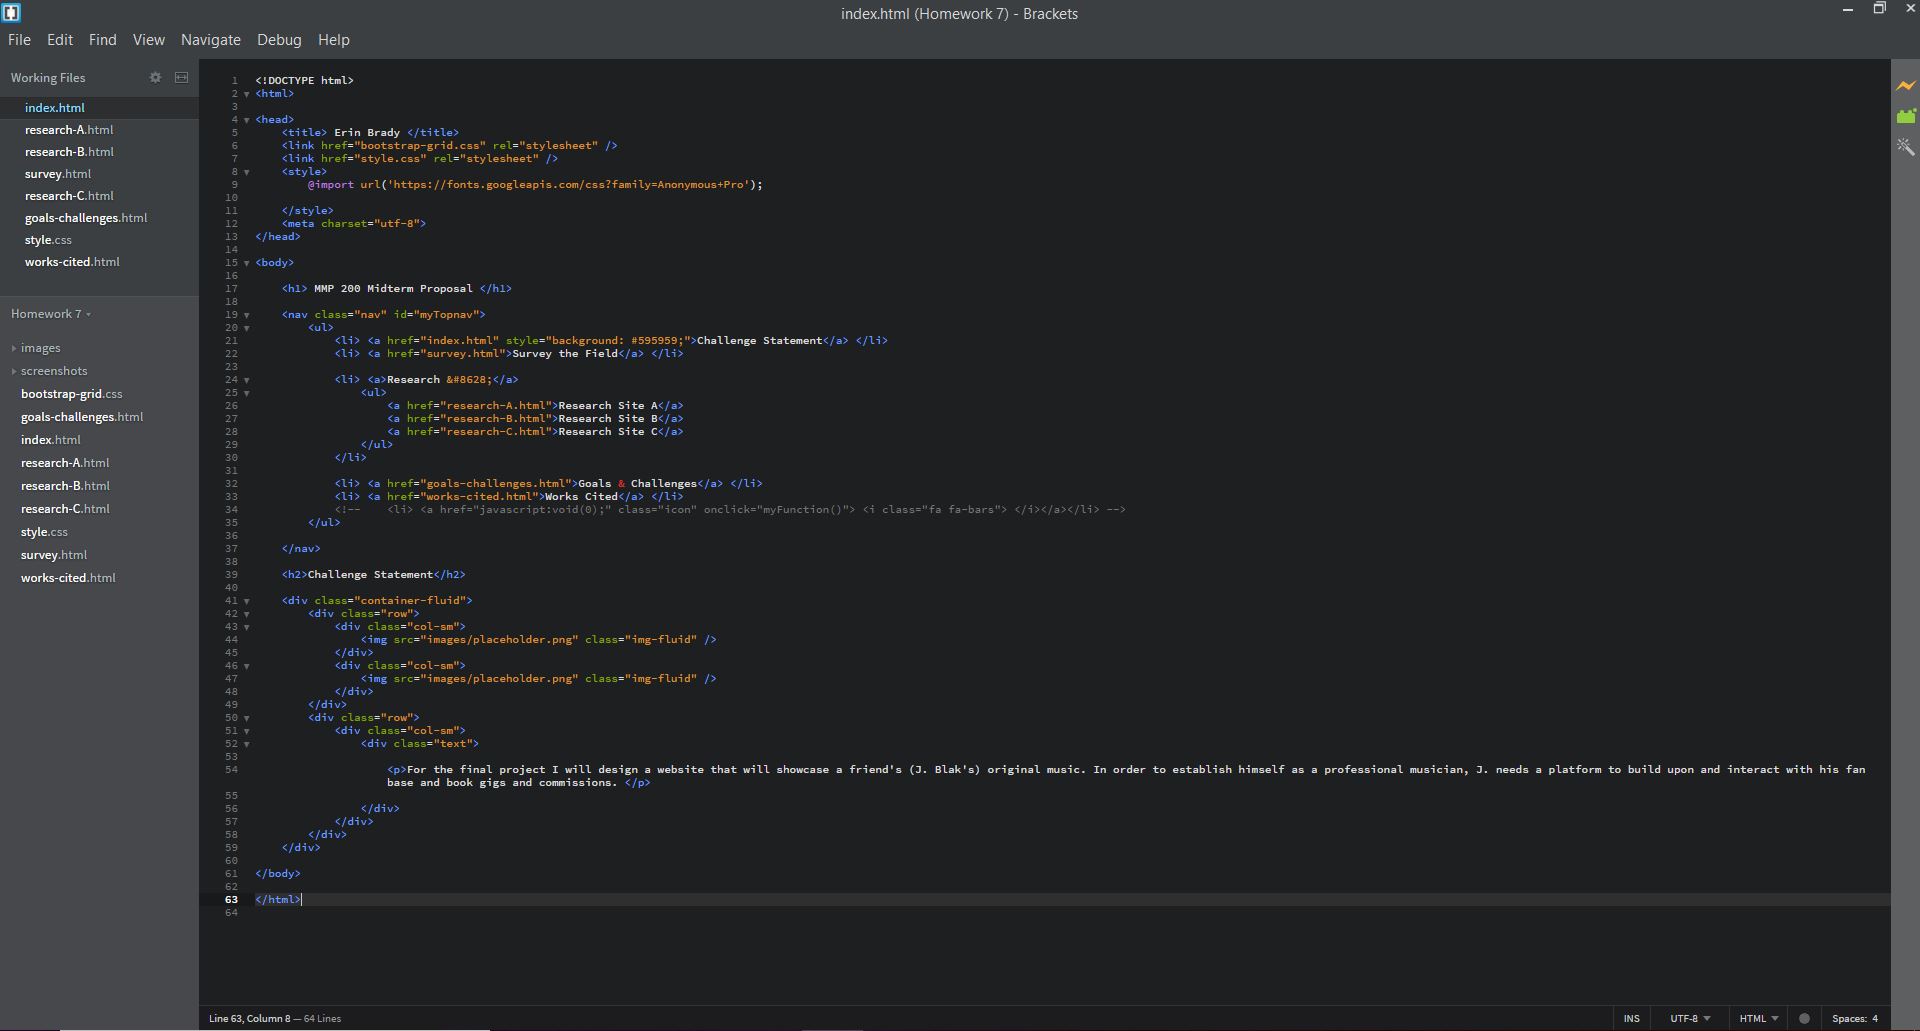 index.html (Homework 7) - Brackets
File Edit Find View Navigate Debug Help
Working Files
index.html
research-A.html
research-B.html
survey.html
research-C.html
goals-challenges.html
style.css
works-cited.html
Homework 7
images
screenshots
bootstrap-grid.css
goals-challenges.html
index.html
research-A.html
research-B.html
research-C.html
style.css
survey.html
works-cited.html
1 <!DOCTYPE html>
2 <html>
3
4 <head>
5 <title> Erin Brady </title>
6 <link href="bootstrap-grid.css" rel="stylesheet" />
7 <link href="style.css" rel="stylesheet" />
8 <style>
9 @import url('https://fonts.googleapis.com/css?family=Anonymous+Pro');
10
11 </style>
12 <meta charset="utf-8">
13 </head>
14
15 <body>
16
17 <h1> MMP 200 Midterm Proposal </h1>
18
19 <nav class="nav" id="myTopnav">
20 <ul>
21 <li> <a href="index.html" style="background: #595959;">Challenge Statement</a> </li>
22 <li> <a href="survey.html">Survey the Field</a> </li>
23
24 <li> <a>Research &#8628;</a>
25 <ul>
26 <a href="research-A.html">Research Site A</a>
27 <a href="research-B.html">Research Site B</a>
28 <a href="research-C.html">Research Site C</a>
29 </ul>
30 </li>
31
32 <li> <a href="goals-challenges.html">Goals & Challenges</a> </li>
33 <li> <a href="works-cited.html">Works Cited</a> </li>
34 <!-- <li> <a href="javascript:void(0);" class="icon" onclick="myFunction()"> <i class="fa fa-bars"> </i></a></li> -->
35 </ul>
36
37 </nav>
38
39 <h2>Challenge Statement</h2>
40
41 <div class="container-fluid">
42 <div class="row">
43 <div class="col-sm">
44 <img src="images/placeholder.png" class="img-fluid" />
45 </div>
46 <div class="col-sm">
47 <img src="images/placeholder.png" class="img-fluid" />
48 </div>
49 </div>
50 <div class="row">
51 <div class="col-sm">
52 <div class="text">
53
54 <p>For the final project I will design a website that will showcase a friend's (J. Blak's) original music. In order to establish himself as a professional musician, J. needs a platform to build upon and interact with his fan
base and book gigs and commissions. </p>
55
56 </div>
57 </div>
58 </div>
59 </div>
60
61 </body>
62
63 </html>
64
Line 63, Column 8 — 64 Lines
INS UTF-8 HTML Spaces: 4